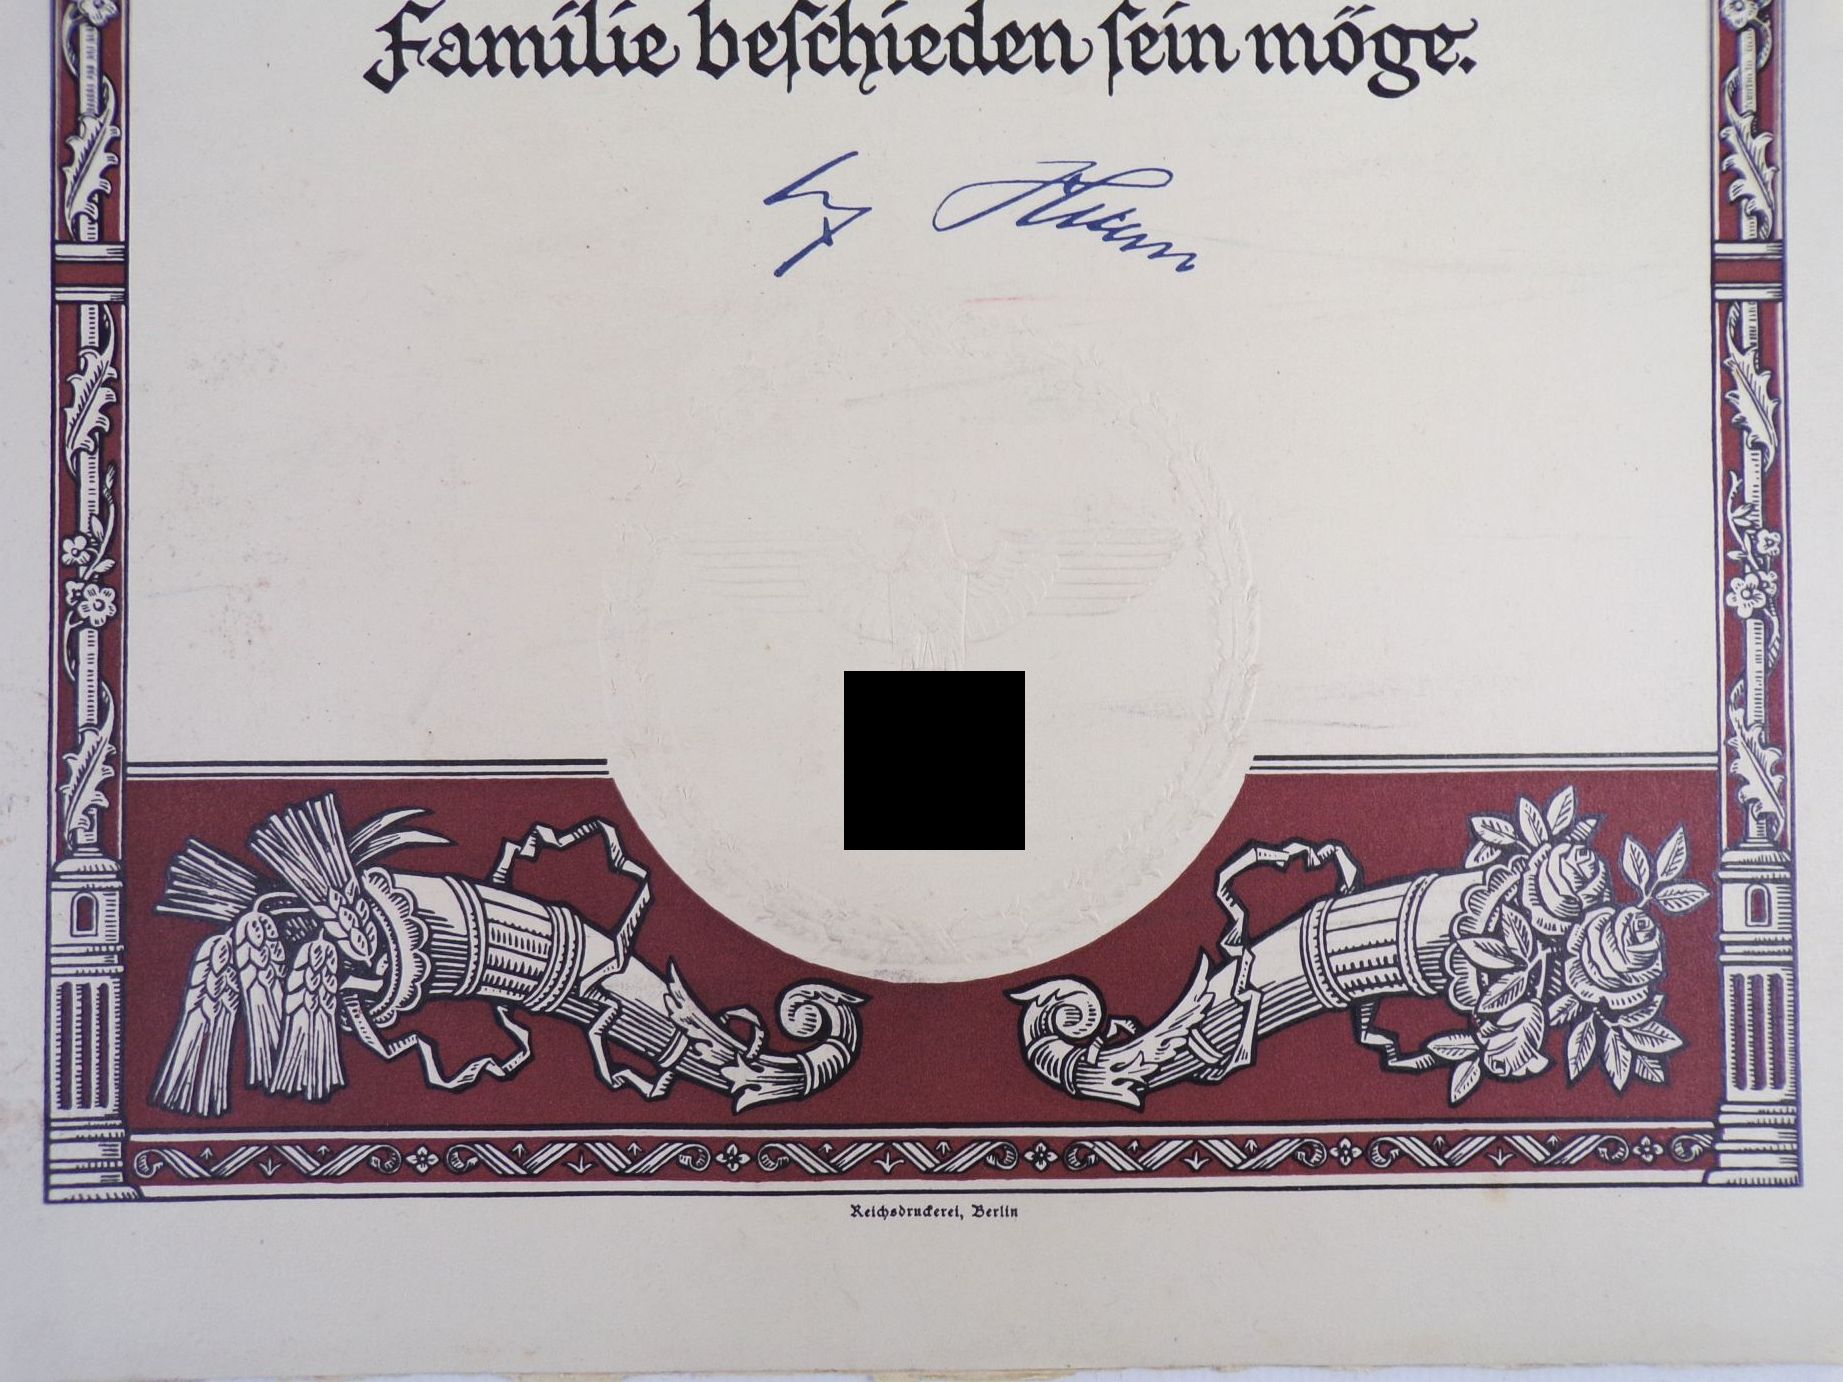 Familie beschieden sein möge.
Reichsdruckerei, Berlin